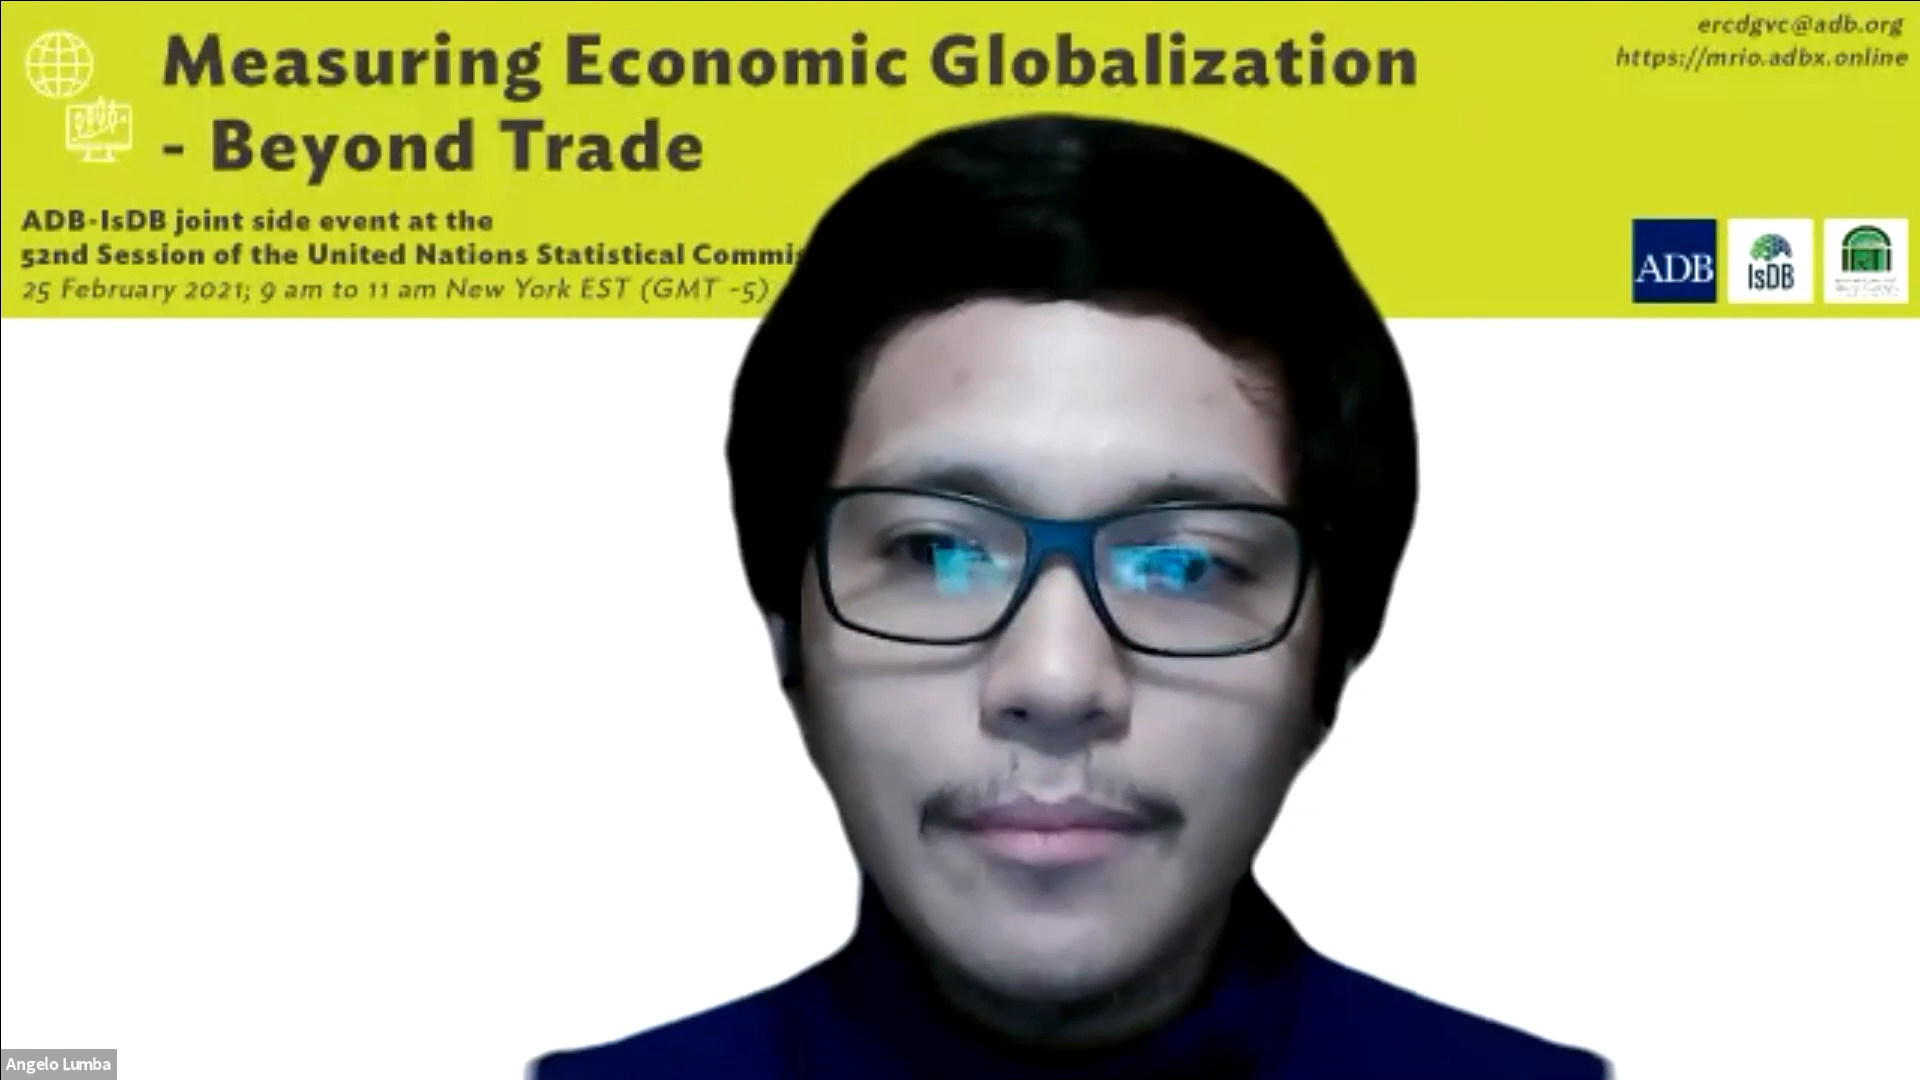 Measuring Economic Globalization
- Beyond Trade
ADB-IsDB joint side event at the
52nd Session of the United Nations Statistical Commis
25 February 2021; 9 am to 11 am New York EST (GMT -5)
ercdgvc@adb.org
https://mrio.adbx.online
ADB
IsDB
Angelo Lumba